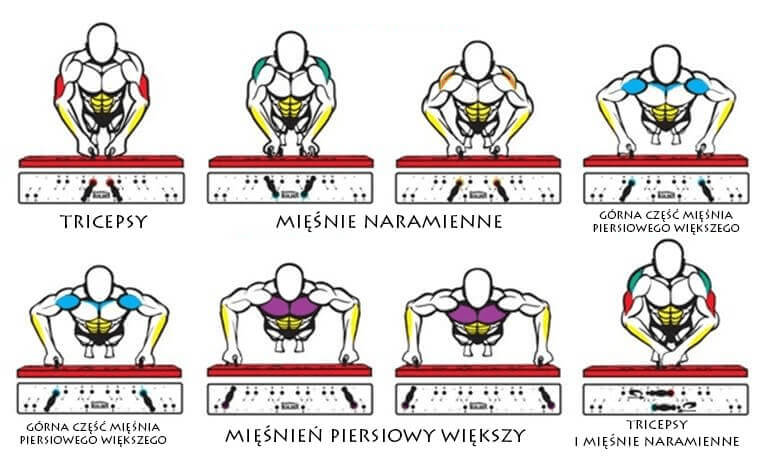 TRICEPSY
MIĘŚNIE NARAMIENNE
GÓRNA CZĘŚĆ MIĘŚNIA
PIERSIOWEGO WIĘKSZEGO
GÓRNA CZĘŚĆ MIĘŚNIA
PIERSIOWEGO WIĘKSZEGO
MIĘŚNIEŃ PIERSIOWY WIĘKSZY
TRICEPSY
I MIĘŚNIE NARAMIENNE